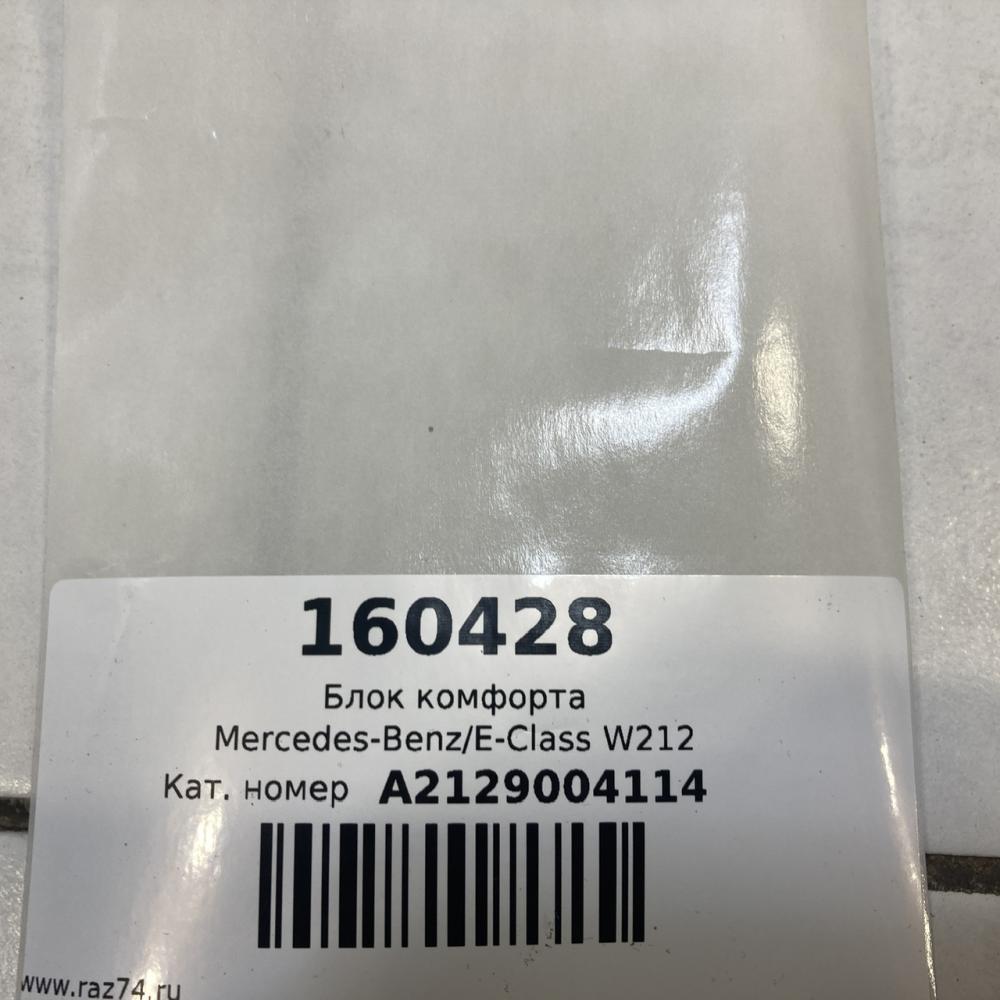 160428
Блок комфорта
Mercedes-Benz/E-Class W212
Кат. номер A2129004114
www.raz74.ru